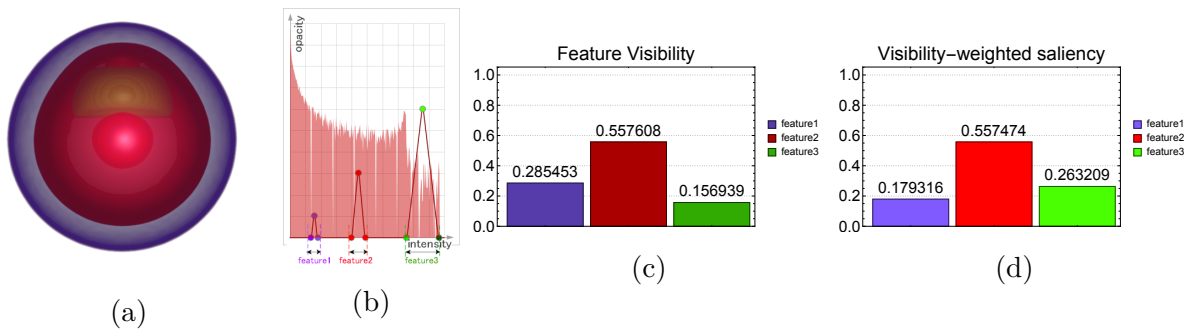 (a)
opacity
intensity
feature1
feature2
feature3
(b)
Feature Visibility
1.0
0.8
0.6
0.4
0.2
0.0
0.285453
0.557608
0.156939
feature1
feature2
feature3
(c)
Visibility-weighted saliency
1.0
0.8
0.6
0.4
0.2
0.0
0.179316
0.557474
0.263209
feature1
feature2
feature3
(d)